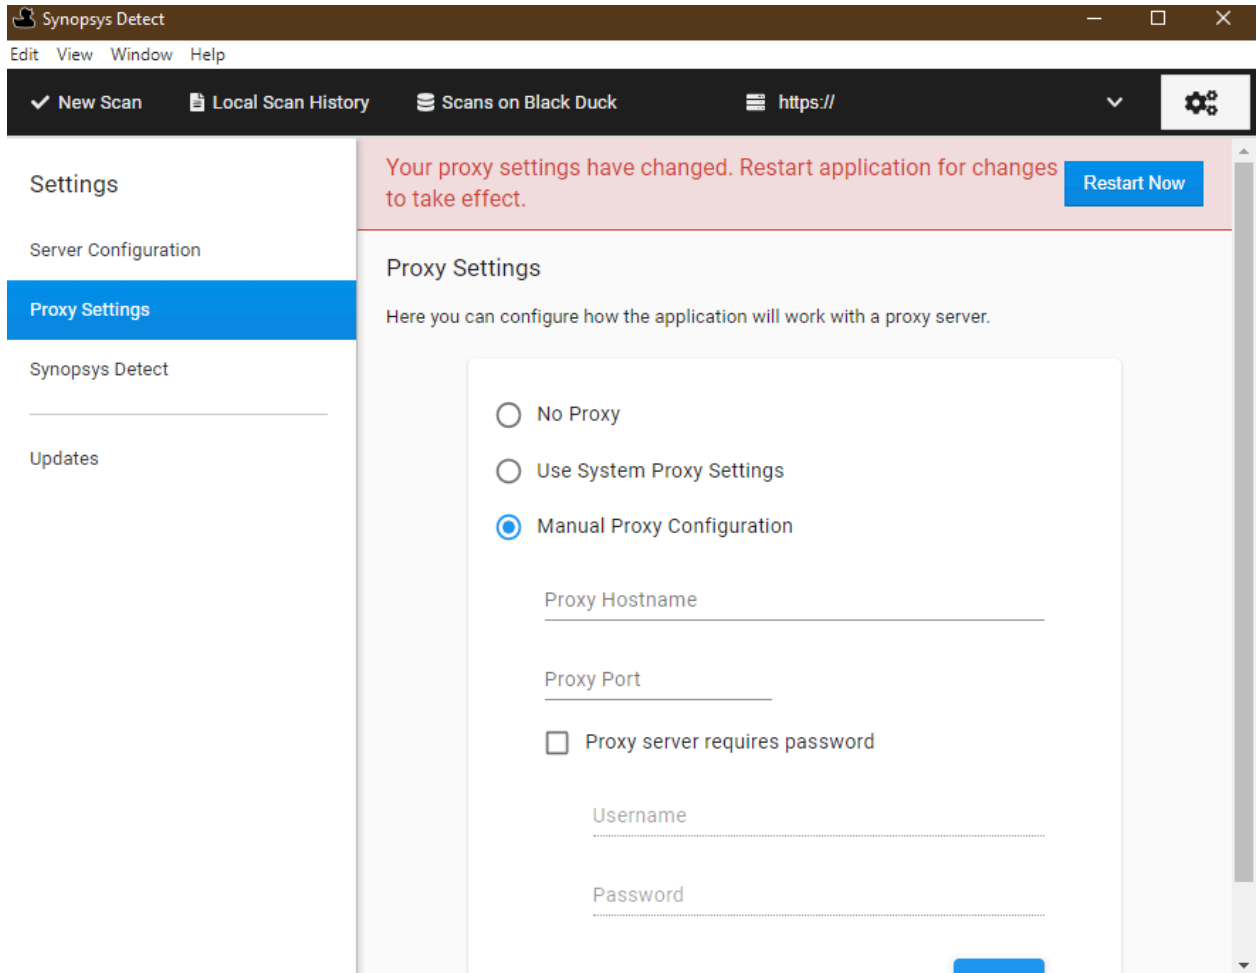 Synopsys Detect
Edit View Window Help
New Scan Local Scan History Scans on Black Duck https://
Settings
Server Configuration
Proxy Settings
Synopsys Detect
Updates
Your proxy settings have changed. Restart application for changes
to take effect.
Restart Now
Proxy Settings
Here you can configure how the application will work with a proxy server.
No Proxy
Use System Proxy Settings
Manual Proxy Configuration
Proxy Hostname
Proxy Port
Proxy server requires password
Username
Password